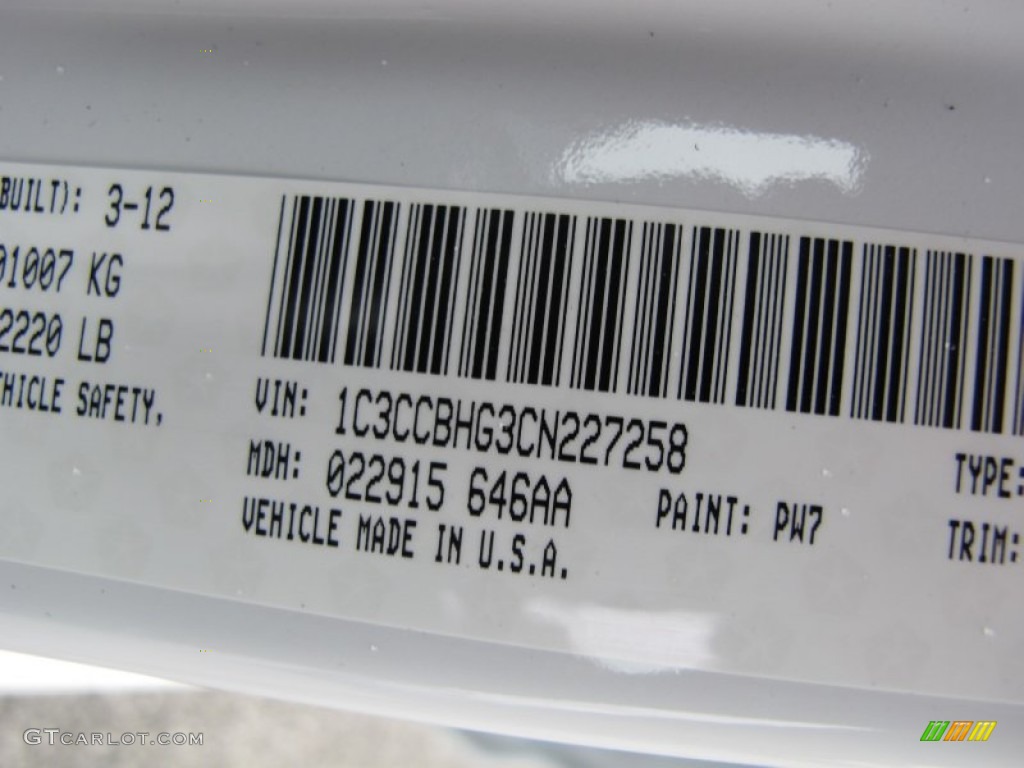 BUILT): 3-12
01007 KG
2220 LB
HICLE SAFETY,
VIN: 1C3CCBHG3CN227258
MDH: 022915 646AA
VEHICLE MADE IN U.S.A.
PAINT: PW7
TYPE:
TRIM:
GTCARLOT.COM